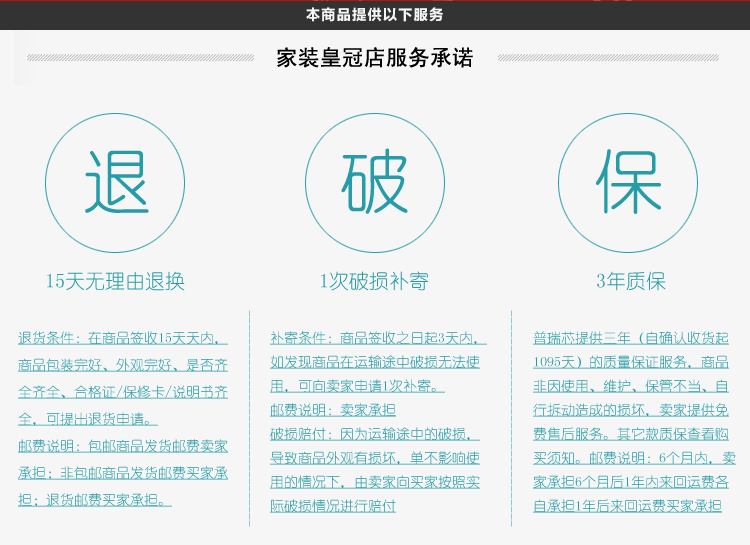 本商品提供以下服务
家装皇冠店服务承诺
退
15天无理由退换
退货条件：在商品签收15天天内，
商品包装完好、外观完好、是否齐
全齐全、合格证/保修卡/说明书齐
全，可提出退货申请。
邮费说明：包邮商品发货邮费卖家
承担；非包邮商品发货邮费买家承
担；退货邮费买家承担。
破
1次破损补寄
补寄条件：商品签收之日起3天内，
如发现商品在运输途中破损无法使
用，可向卖家申请1次补寄。
邮费说明：卖家承担
破损赔付：因为运输途中的破损，
导致商品外观有损坏，单不影响使
用的情况下，由卖家向买家按照实
际破损情况进行赔付
保
3年质保
普瑞芯提供三年（自确认收货起
1095天）的质量保证服务，商品
非因使用、维护、保管不当、自
行拆动造成的损坏，卖家提供免
费售后服务。其它款质保查看购
买须知。邮费说明：6个月内，卖
家承担6个月后1年内来回运费各
自承担1年后来回运费买家承担